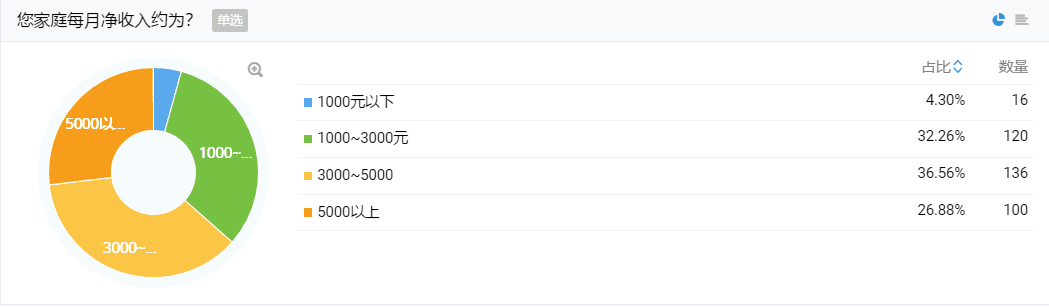 您家庭每月净收入约为？ 单选
占比 数量
1000元以下 4.30% 16
1000~3000元 32.26% 120
3000~5000 36.56% 136
5000以上 26.88% 100
5000以...
1000~...
3000~...